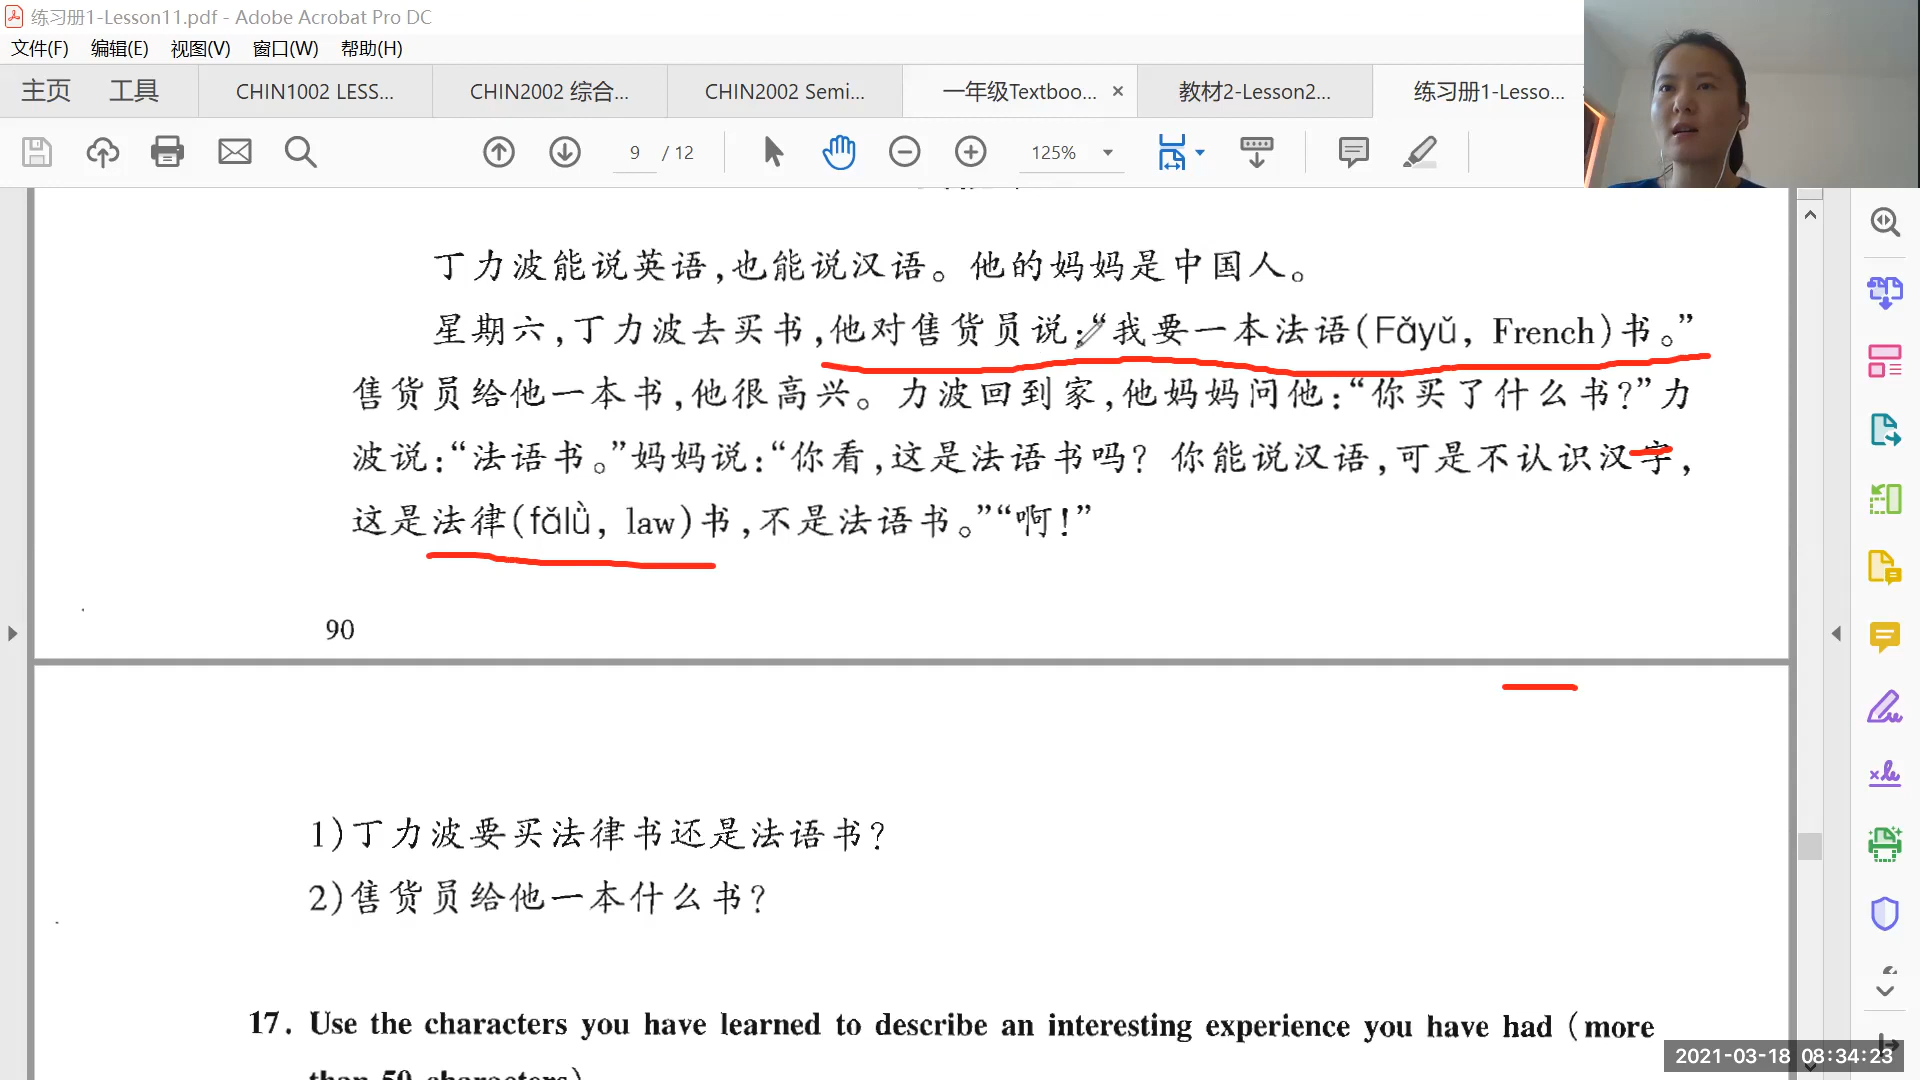 练习册1-Lesson11.pdf - Adobe Acrobat Pro DC
文件(F) 编辑(E) 视图(V) 窗口(W) 帮助(H)
主页 工具 CHIN1002 LESS... CHIN2002 综合... CHIN2002 Semi... 一年级Textboo... × 教材2-Lesson2... 练习册1-Lesso...
9 / 12 125%
丁力波能说英语,也能说汉语。他的妈妈是中国人。
星期六,丁力波去买书,他对售货员说:“我要一本法语(Fǎyǔ, French)书。”
售货员给他一本书,他很高兴。力波回到家,他妈妈问他:“你买了什么书?”力
波说:“法语书。”妈妈说:“你看,这是法语书吗? 你能说汉语,可是不认识汉字,
这是法律(fǎlǜ, law)书,不是法语书。”“啊!”
90
1)丁力波要买法律书还是法语书?
2)售货员给他一本什么书?
17. Use the characters you have learned to describe an interesting experience you have had (more
than 50 characters)
2021-03-18 08:34:23